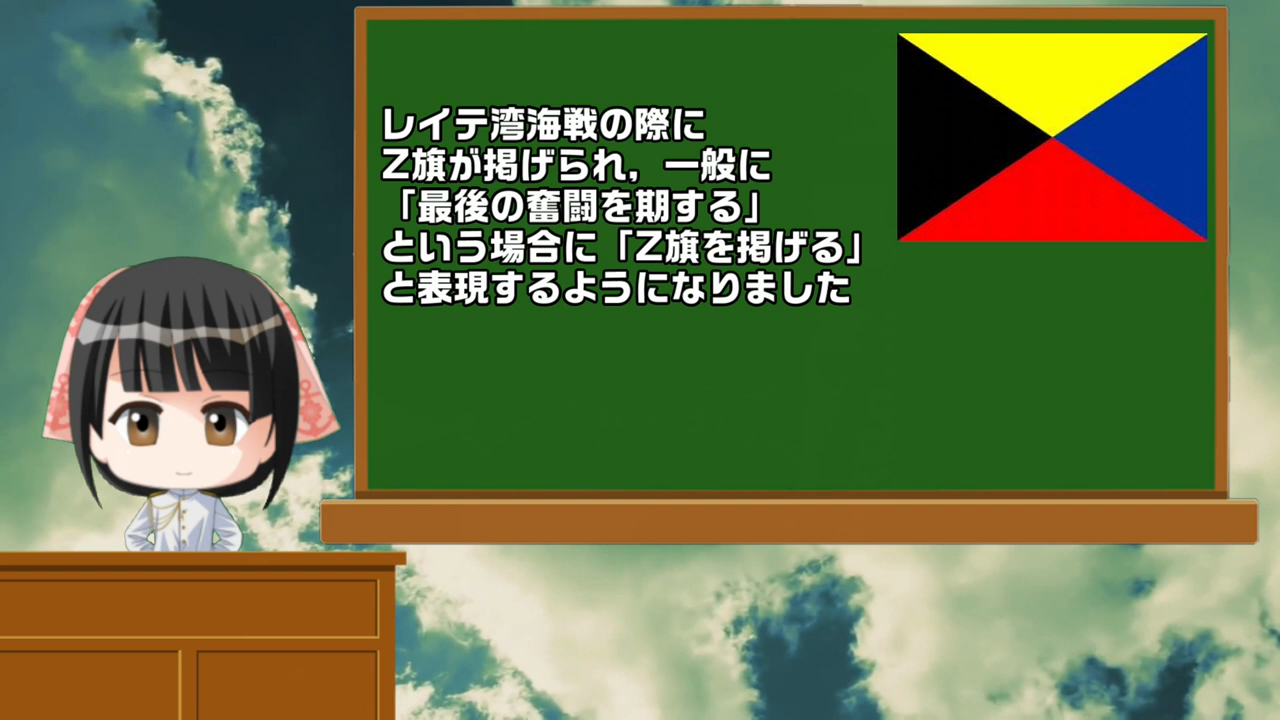 レイテ湾海戦の際に
Z旗が掲げられ，一般に
「最後の奮闘を期する」
という場合に「Z旗を掲げる」
と表現するようになりました